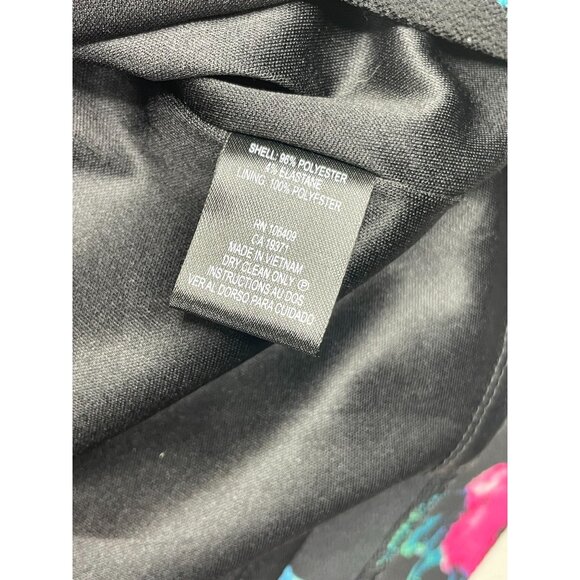 SHELL: 96% POLYESTER
4% ELASTANE
LINING: 100% POLYESTER
RN 106409
CA 19371
MADE IN VIETNAM
DRY CLEAN ONLY Ⓟ
INSTRUCTIONS AU DOS
VER AL DORSO PARA CUIDADO